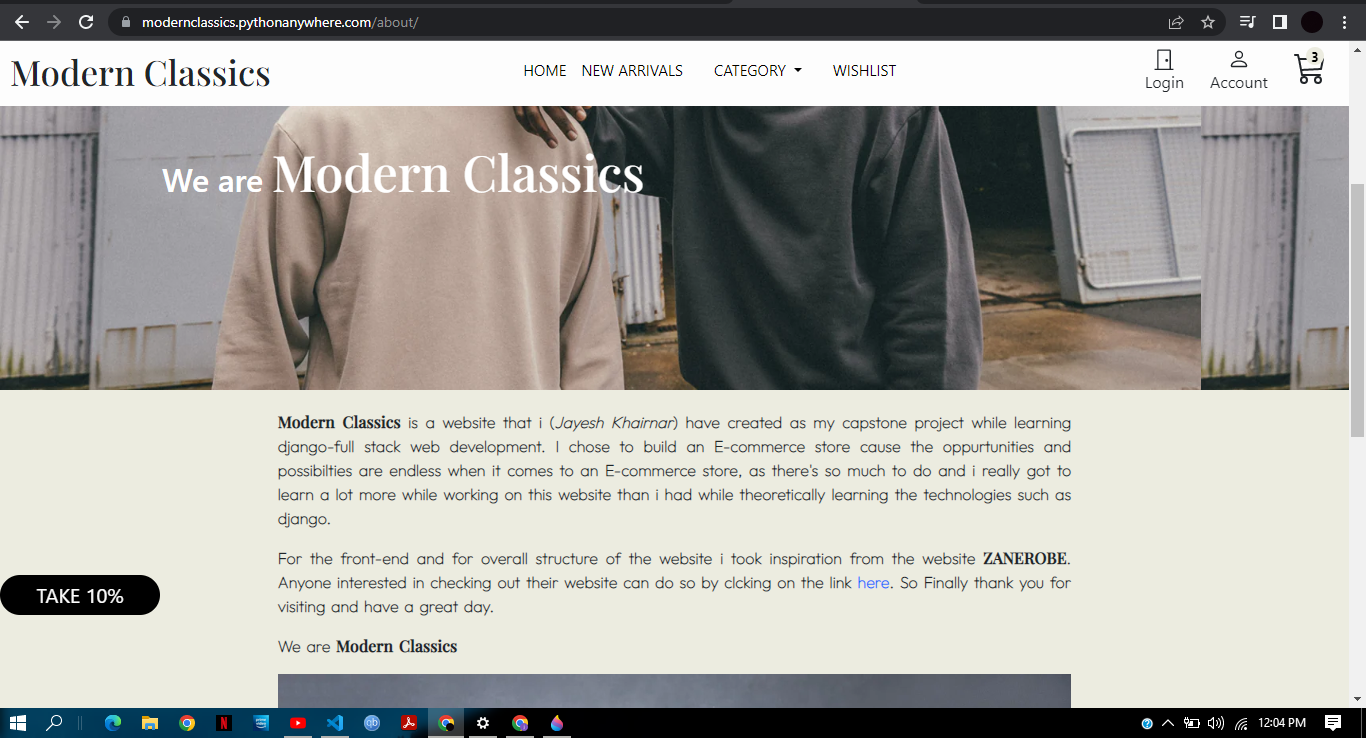 modernclassics.pythonanywhere.com/about/
Modern Classics
HOME NEW ARRIVALS CATEGORY WISHLIST
Login Account 3
We are Modern Classics
Modern Classics is a website that i (Jayesh Khairnar) have created as my capstone project while learning
django-full stack web development. I chose to build an E-commerce store cause the oppurtunities and
possibilties are endless when it comes to an E-commerce store, as there's so much to do and i really got to
learn a lot more while working on this website than i had while theoretically learning the technologies such as
django.
For the front-end and for overall structure of the website i took inspiration from the website ZANEROBE.
Anyone interested in checking out their website can do so by clcking on the link here. So Finally thank you for
visiting and have a great day.
TAKE 10%
We are Modern Classics
12:04 PM